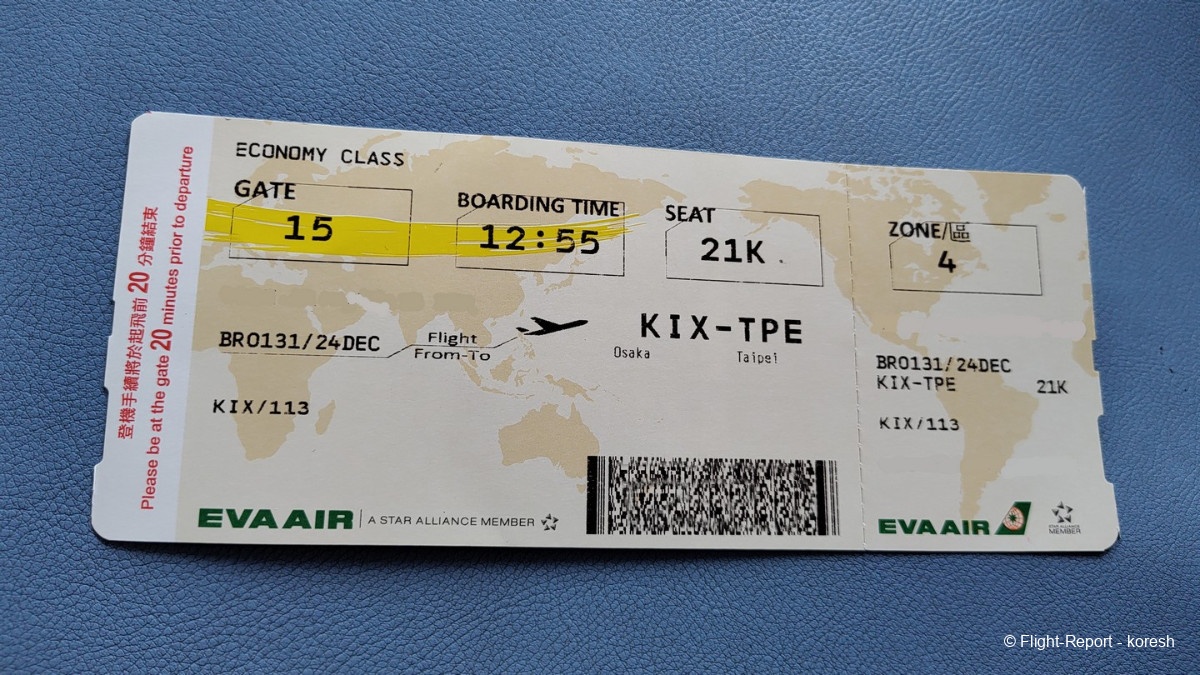 登機手續將於起飛前 20 分鐘結束
Please be at the gate 20 minutes prior to departure
ECONOMY CLASS
GATE
15
BOARDING TIME
12:55
SEAT
21K
BR0131/24DEC
Flight
From-To
KIX-TPE
Osaka
Taipei
KIX/113
EVA AIR
A STAR ALLIANCE MEMBER
ZONE/區
4
BR0131/24DEC
KIX-TPE 21K
KIX/113
EVA AIR
STAR ALLIANCE
MEMBER
© Flight-Report - koresh